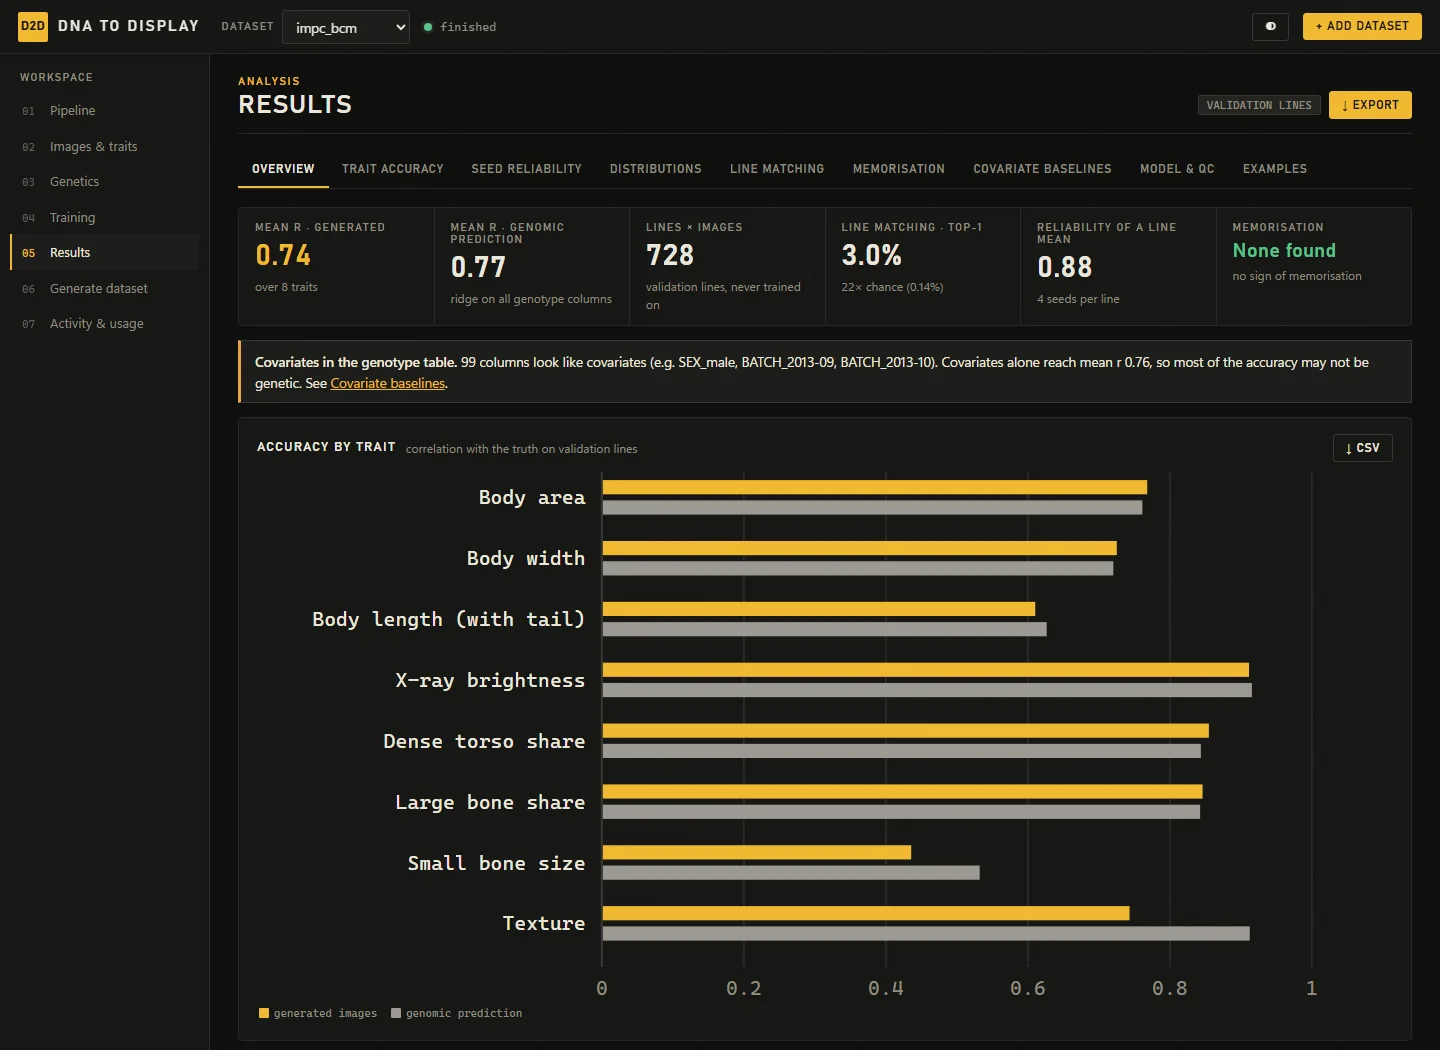 D2D DNA TO DISPLAY DATASET impc_bcm finished + ADD DATASET
WORKSPACE
01 Pipeline
02 Images & traits
03 Genetics
04 Training
05 Results
06 Generate dataset
07 Activity & usage
ANALYSIS
RESULTS
VALIDATION LINES ↓ EXPORT
OVERVIEW TRAIT ACCURACY SEED RELIABILITY DISTRIBUTIONS LINE MATCHING MEMORISATION COVARIATE BASELINES MODEL & QC EXAMPLES
MEAN R · GENERATED
0.74
over 8 traits
MEAN R · GENOMIC
PREDICTION
0.77
ridge on all genotype columns
LINES × IMAGES
728
validation lines, never trained
on
LINE MATCHING · TOP-1
3.0%
22× chance (0.14%)
RELIABILITY OF A LINE
MEAN
0.88
4 seeds per line
MEMORISATION
None found
no sign of memorisation
Covariates in the genotype table. 99 columns look like covariates (e.g. SEX_male, BATCH_2013-09, BATCH_2013-10). Covariates alone reach mean r 0.76, so most of the accuracy may not be
genetic. See Covariate baselines.
ACCURACY BY TRAIT correlation with the truth on validation lines ↓ CSV
Body area
Body width
Body length (with tail)
X-ray brightness
Dense torso share
Large bone share
Small bone size
Texture
0 0.2 0.4 0.6 0.8 1
generated images genomic prediction